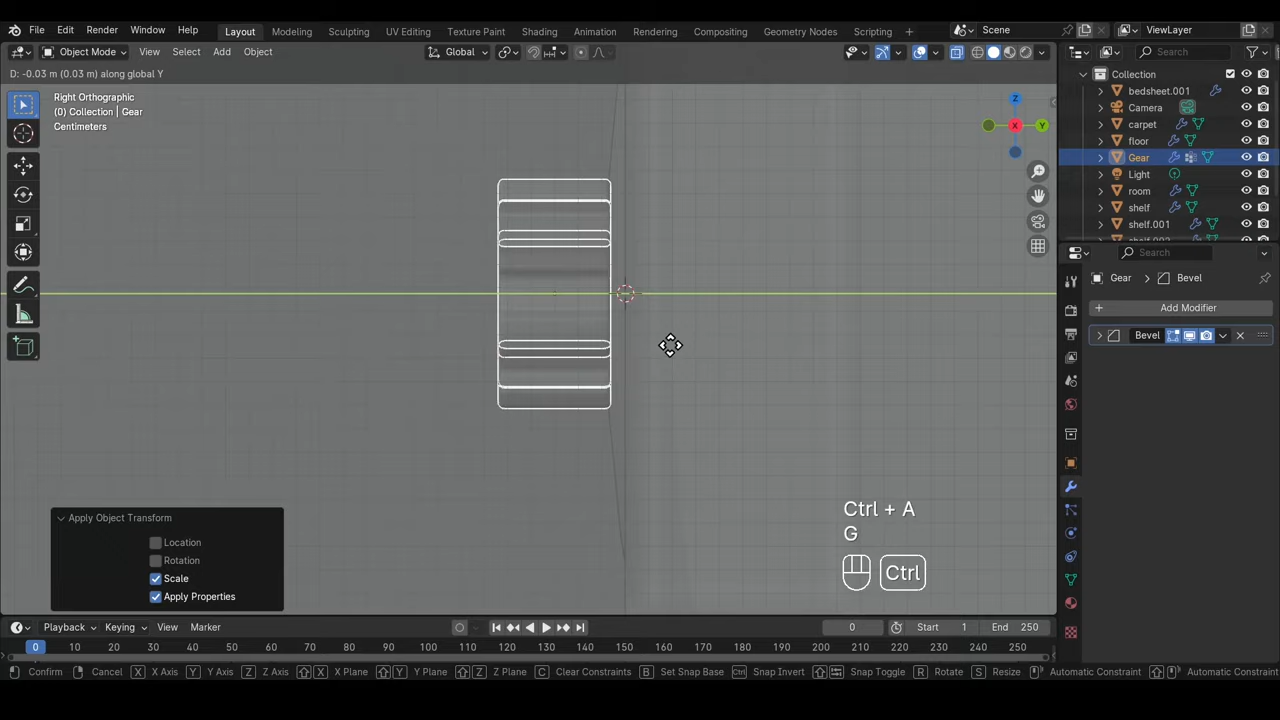 File Edit Render Window Help Layout Modeling Sculpting UV Editing Texture Paint Shading Animation Rendering Compositing Geometry Nodes Scripting + Scene ViewLayer
Object Mode View Select Add Object Global Search
D: -0.03 m (0.03 m) along global Y
Collection
Right Orthographic
(0) Collection | Gear
Centimeters
Z
X
Y
bedsheet.001
Camera
carpet
floor
Gear
Light
room
shelf
shelf.001
Search
Gear > Bevel
+ Add Modifier
Bevel
Ctrl + A
G
Ctrl
Apply Object Transform
Location
Rotation
Scale
Apply Properties
Playback Keying View Marker 0 Start 1 End 250
0 10 20 30 40 50 60 70 80 90 100 110 120 130 140 150 160 170 180 190 200 210 220 230 240 250
Confirm Cancel X X Axis Y Y Axis Z Z Axis X X Plane Y Y Plane Z Z Plane C Clear Constraints B Set Snap Base Ctrl Snap Invert Snap Toggle R Rotate S Resize Automatic Constraint Automatic Constraint